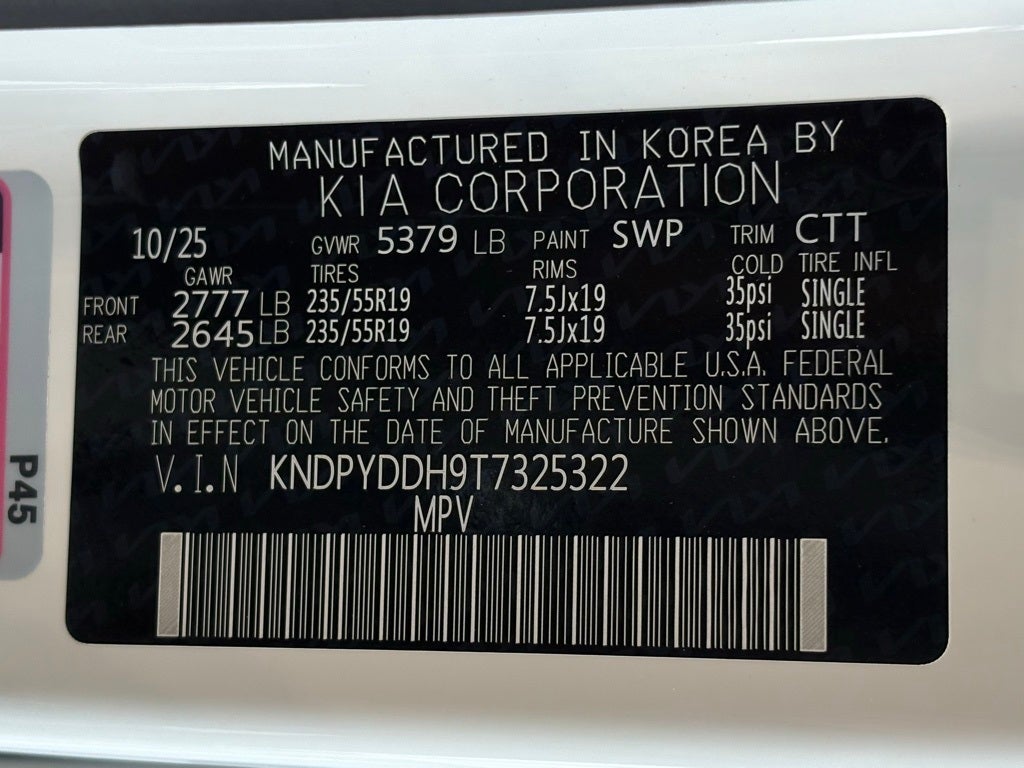 MANUFACTURED IN KOREA BY
KIA CORPORATION
10/25 GVWR 5379 LB PAINT SWP TRIM CTT
GAWR TIRES RIMS COLD TIRE INFL
FRONT 2777 LB 235/55R19 7.5Jx19 35psi SINGLE
REAR 2645 LB 235/55R19 7.5Jx19 35psi SINGLE
THIS VEHICLE CONFORMS TO ALL APPLICABLE U.S.A. FEDERAL
MOTOR VEHICLE SAFETY AND THEFT PREVENTION STANDARDS
IN EFFECT ON THE DATE OF MANUFACTURE SHOWN ABOVE.
V.I.N KNDPYDDH9T7325322
MPV
P45